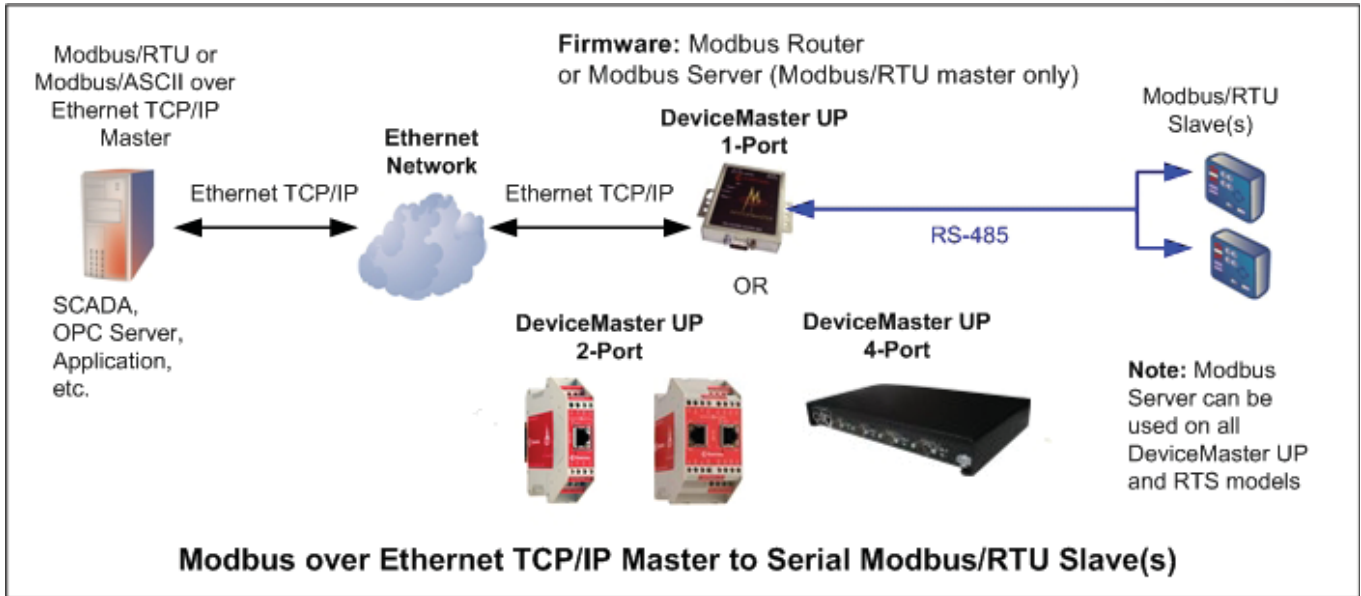 Modbus/RTU or
Modbus/ASCII over
Ethernet TCP/IP
Master
Firmware: Modbus Router
or Modbus Server (Modbus/RTU master only)
DeviceMaster UP
1-Port
Modbus/RTU
Slave(s)
Ethernet
Network
Ethernet TCP/IP
Ethernet TCP/IP
RS-485
SCADA,
OPC Server,
Application,
etc.
OR
DeviceMaster UP
2-Port
DeviceMaster UP
4-Port
Note: Modbus
Server can be
used on all
DeviceMaster UP
and RTS models
Modbus over Ethernet TCP/IP Master to Serial Modbus/RTU Slave(s)